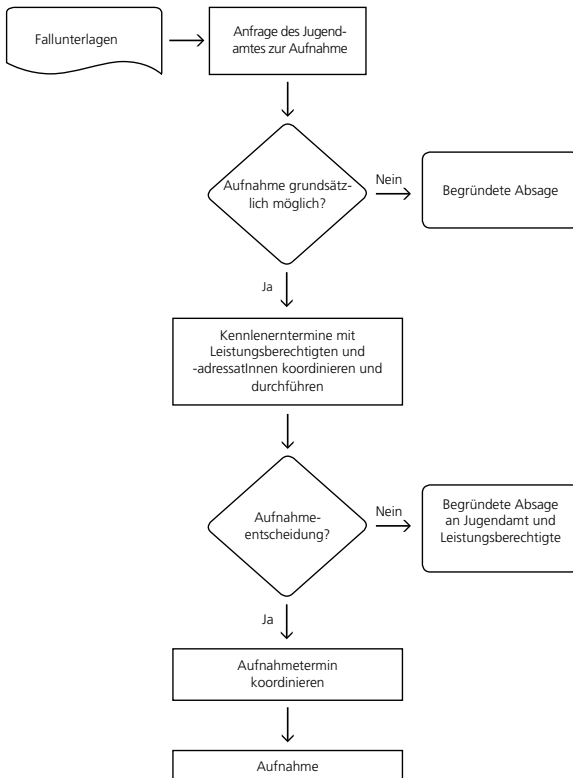 Fallunterlagen
Anfrage des Jugend-
amtes zur Aufnahme
Aufnahme grundsätz-
lich möglich?
Nein
Begründete Absage
Ja
Kennlenerntermine mit
Leistungsberechtigten und
-adressatInnen koordinieren und
durchführen
Aufnahme-
entscheidung?
Nein
Begründete Absage
an Jugendamt und
Leistungsberechtigte
Ja
Aufnahmetermin
koordinieren
Aufnahme